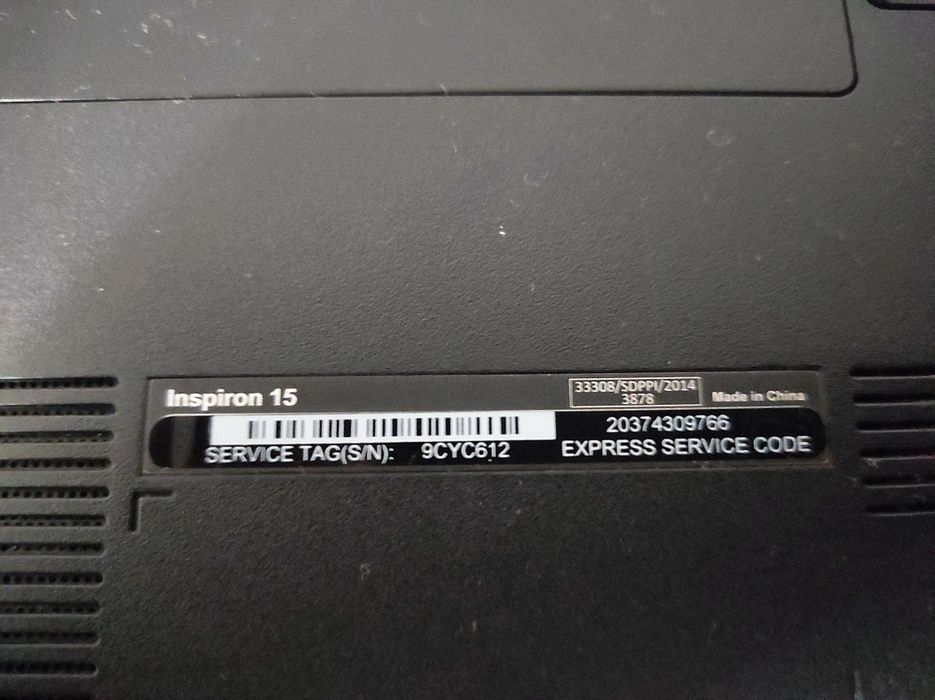 Inspiron 15
33308/SDPPI/2014
3878
Made in China
20374309766
SERVICE TAG(S/N): 9CYC612
EXPRESS SERVICE CODE